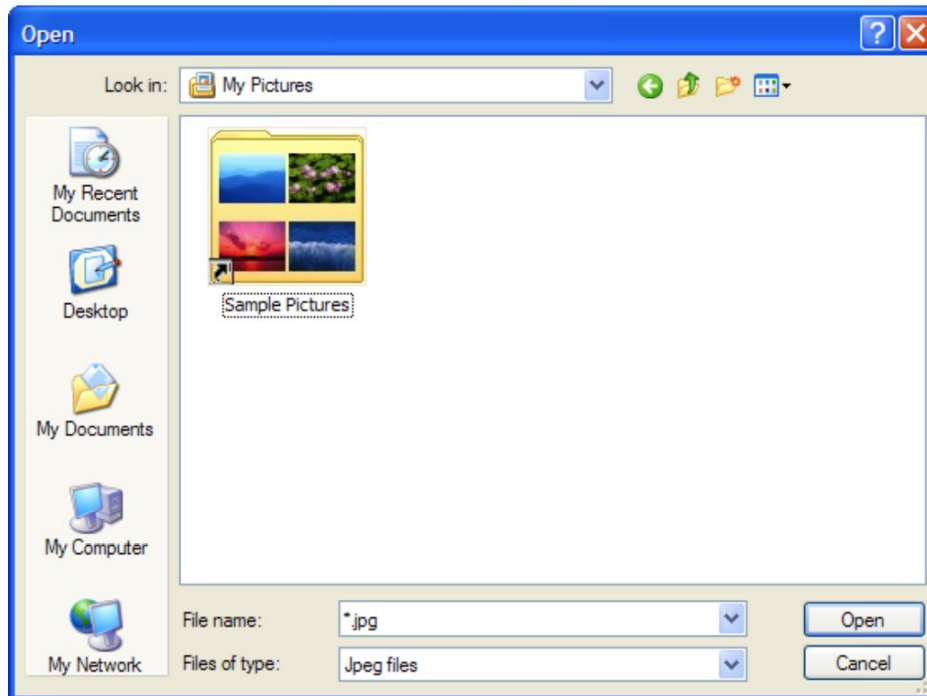 Open
Look in: My Pictures
My Recent
Documents
Desktop
My Documents
My Computer
My Network
Sample Pictures
File name: *.jpg Open
Files of type: Jpeg files Cancel